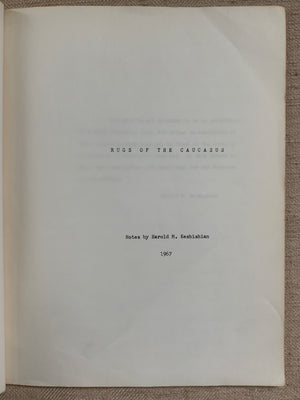 RUGS OF THE CAUCASUS
Notes by Harold M. Keshishian
1967